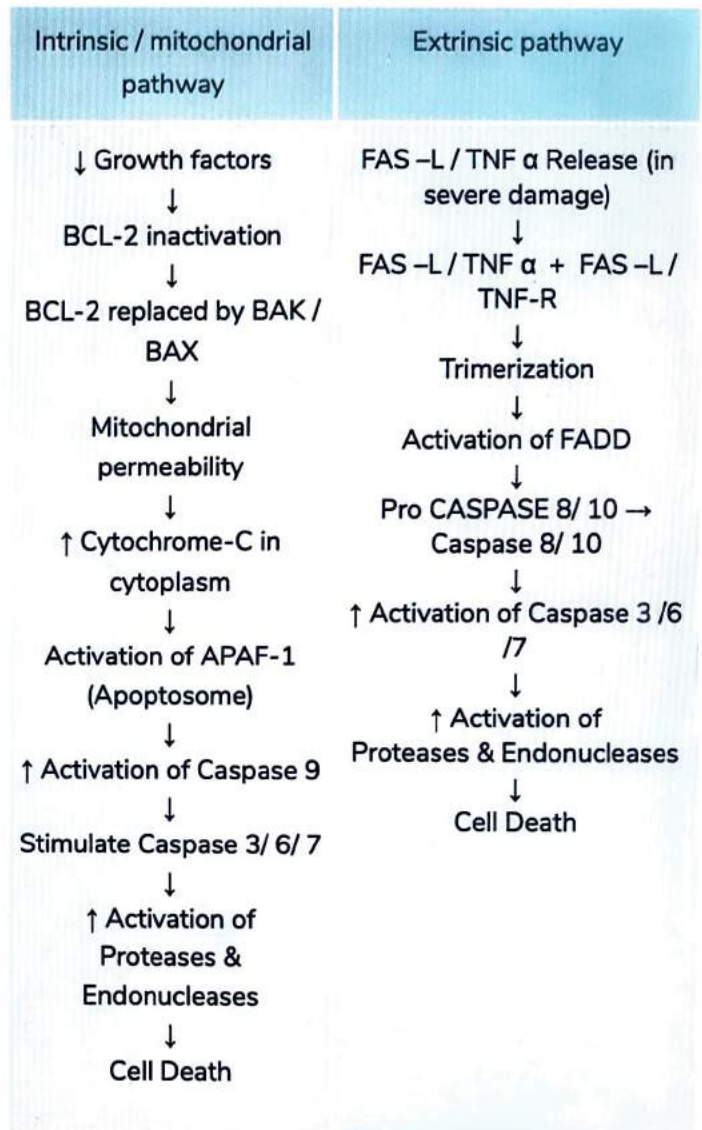 Intrinsic / mitochondrial
pathway
↓ Growth factors
↓
BCL-2 inactivation
↓
BCL-2 replaced by BAK /
BAX
↓
Mitochondrial
permeability
↓
↑ Cytochrome-C in
cytoplasm
↓
Activation of APAF-1
(Apoptosome)
↓
↑ Activation of Caspase 9
↓
Stimulate Caspase 3/ 6/ 7
↓
↑ Activation of
Proteases &
Endonucleases
↓
Cell Death
Extrinsic pathway
FAS –L / TNF α Release (in
severe damage)
↓
FAS –L / TNF α + FAS –L /
TNF-R
↓
Trimerization
↓
Activation of FADD
↓
Pro CASPASE 8/ 10 →
Caspase 8/ 10
↓
↑ Activation of Caspase 3 /6
/7
↓
↑ Activation of
Proteases & Endonucleases
↓
Cell Death